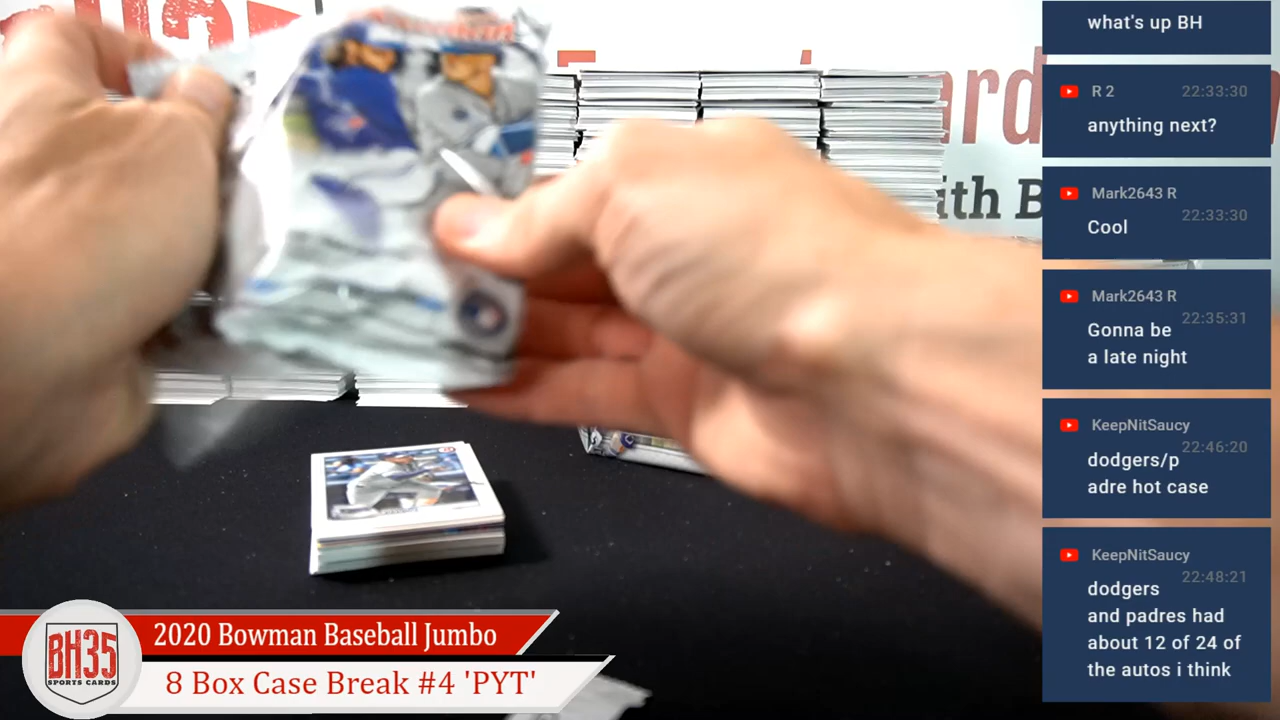 what's up BH
R 2 22:33:30
anything next?
Mark2643 R 22:33:30
Cool
Mark2643 R 22:35:31
Gonna be
a late night
KeepNitSaucy 22:46:20
dodgers/p
adre hot case
KeepNitSaucy 22:48:21
dodgers
and padres had
about 12 of 24 of
the autos i think
ith B
BH35
SPORTS CARDS
2020 Bowman Baseball Jumbo
8 Box Case Break #4 'PYT'